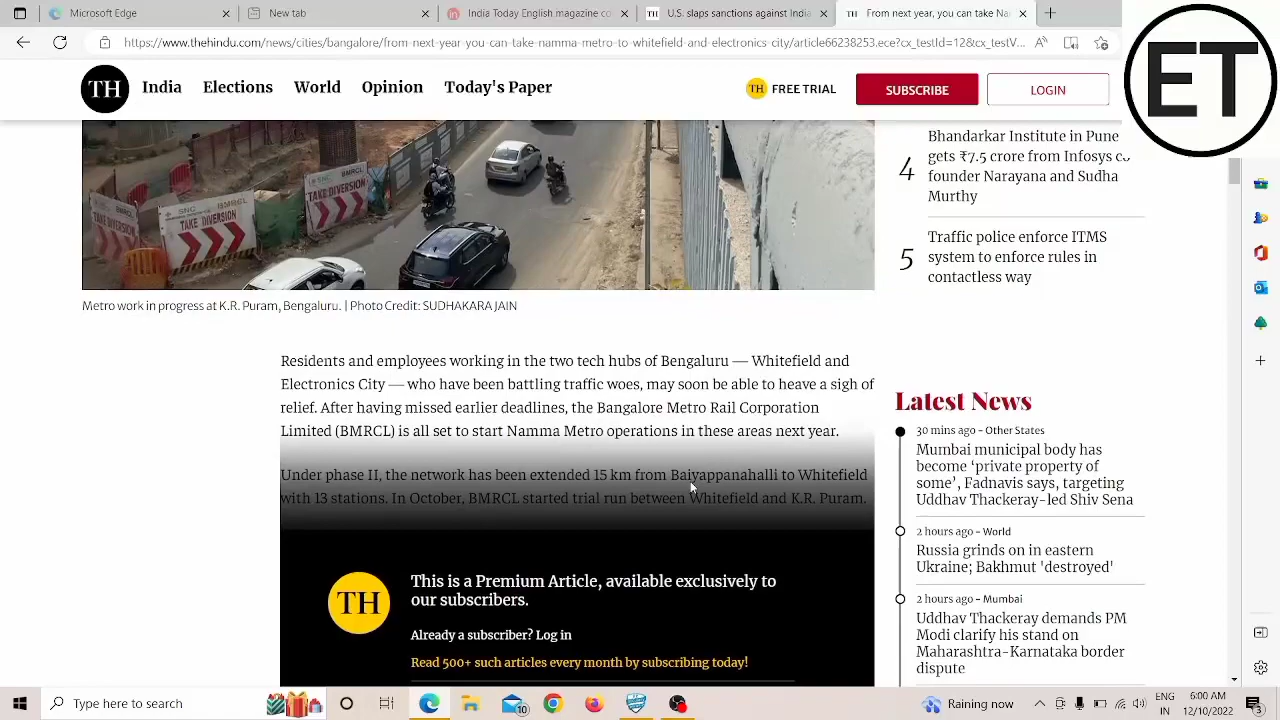 Edge
New tab
Today's English magazine co
U.S. slaps sanctions against India
From next year, you can take Na
https://www.thehindu.com/news/cities/bangalore/from-next-year-you-can-take-namma-metro-to-whitefield-and-electronics-city/article66238253.ece?cx_testId=12&cx_testV...
ET
TH
India
Elections
World
Opinion
Today's Paper
TH FREE TRIAL
SUBSCRIBE
LOGIN
BMRCL
SNC BMRCL
TAKE DIVERSION
TAKE DIVERSION
Metro work in progress at K.R. Puram, Bengaluru. | Photo Credit: SUDHAKARA JAIN
Residents and employees working in the two tech hubs of Bengaluru — Whitefield and
Electronics City — who have been battling traffic woes, may soon be able to heave a sigh of
relief. After having missed earlier deadlines, the Bangalore Metro Rail Corporation
Limited (BMRCL) is all set to start Namma Metro operations in these areas next year.
Under phase II, the network has been extended 15 km from Baiyappanahalli to Whitefield
with 13 stations. In October, BMRCL started trial run between Whitefield and K.R. Puram.
TH
This is a Premium Article, available exclusively to
our subscribers.
Already a subscriber? Log in
Read 500+ such articles every month by subscribing today!
4
Bhandarkar Institute in Pune
gets ₹7.5 crore from Infosys co
founder Narayana and Sudha
Murthy
5
Traffic police enforce ITMS
system to enforce rules in
contactless way
Latest News
30 mins ago - Other States
Mumbai municipal body has
become 'private property of
some', Fadnavis says, targeting
Uddhav Thackeray-led Shiv Sena
2 hours ago - World
Russia grinds on in eastern
Ukraine; Bakhmut 'destroyed'
2 hours ago - Mumbai
Uddhav Thackeray demands PM
Modi clarify his stand on
Maharashtra-Karnataka border
dispute
Type here to search
10
Raining now
ENG
IN
6:00 AM
12/10/2022
3